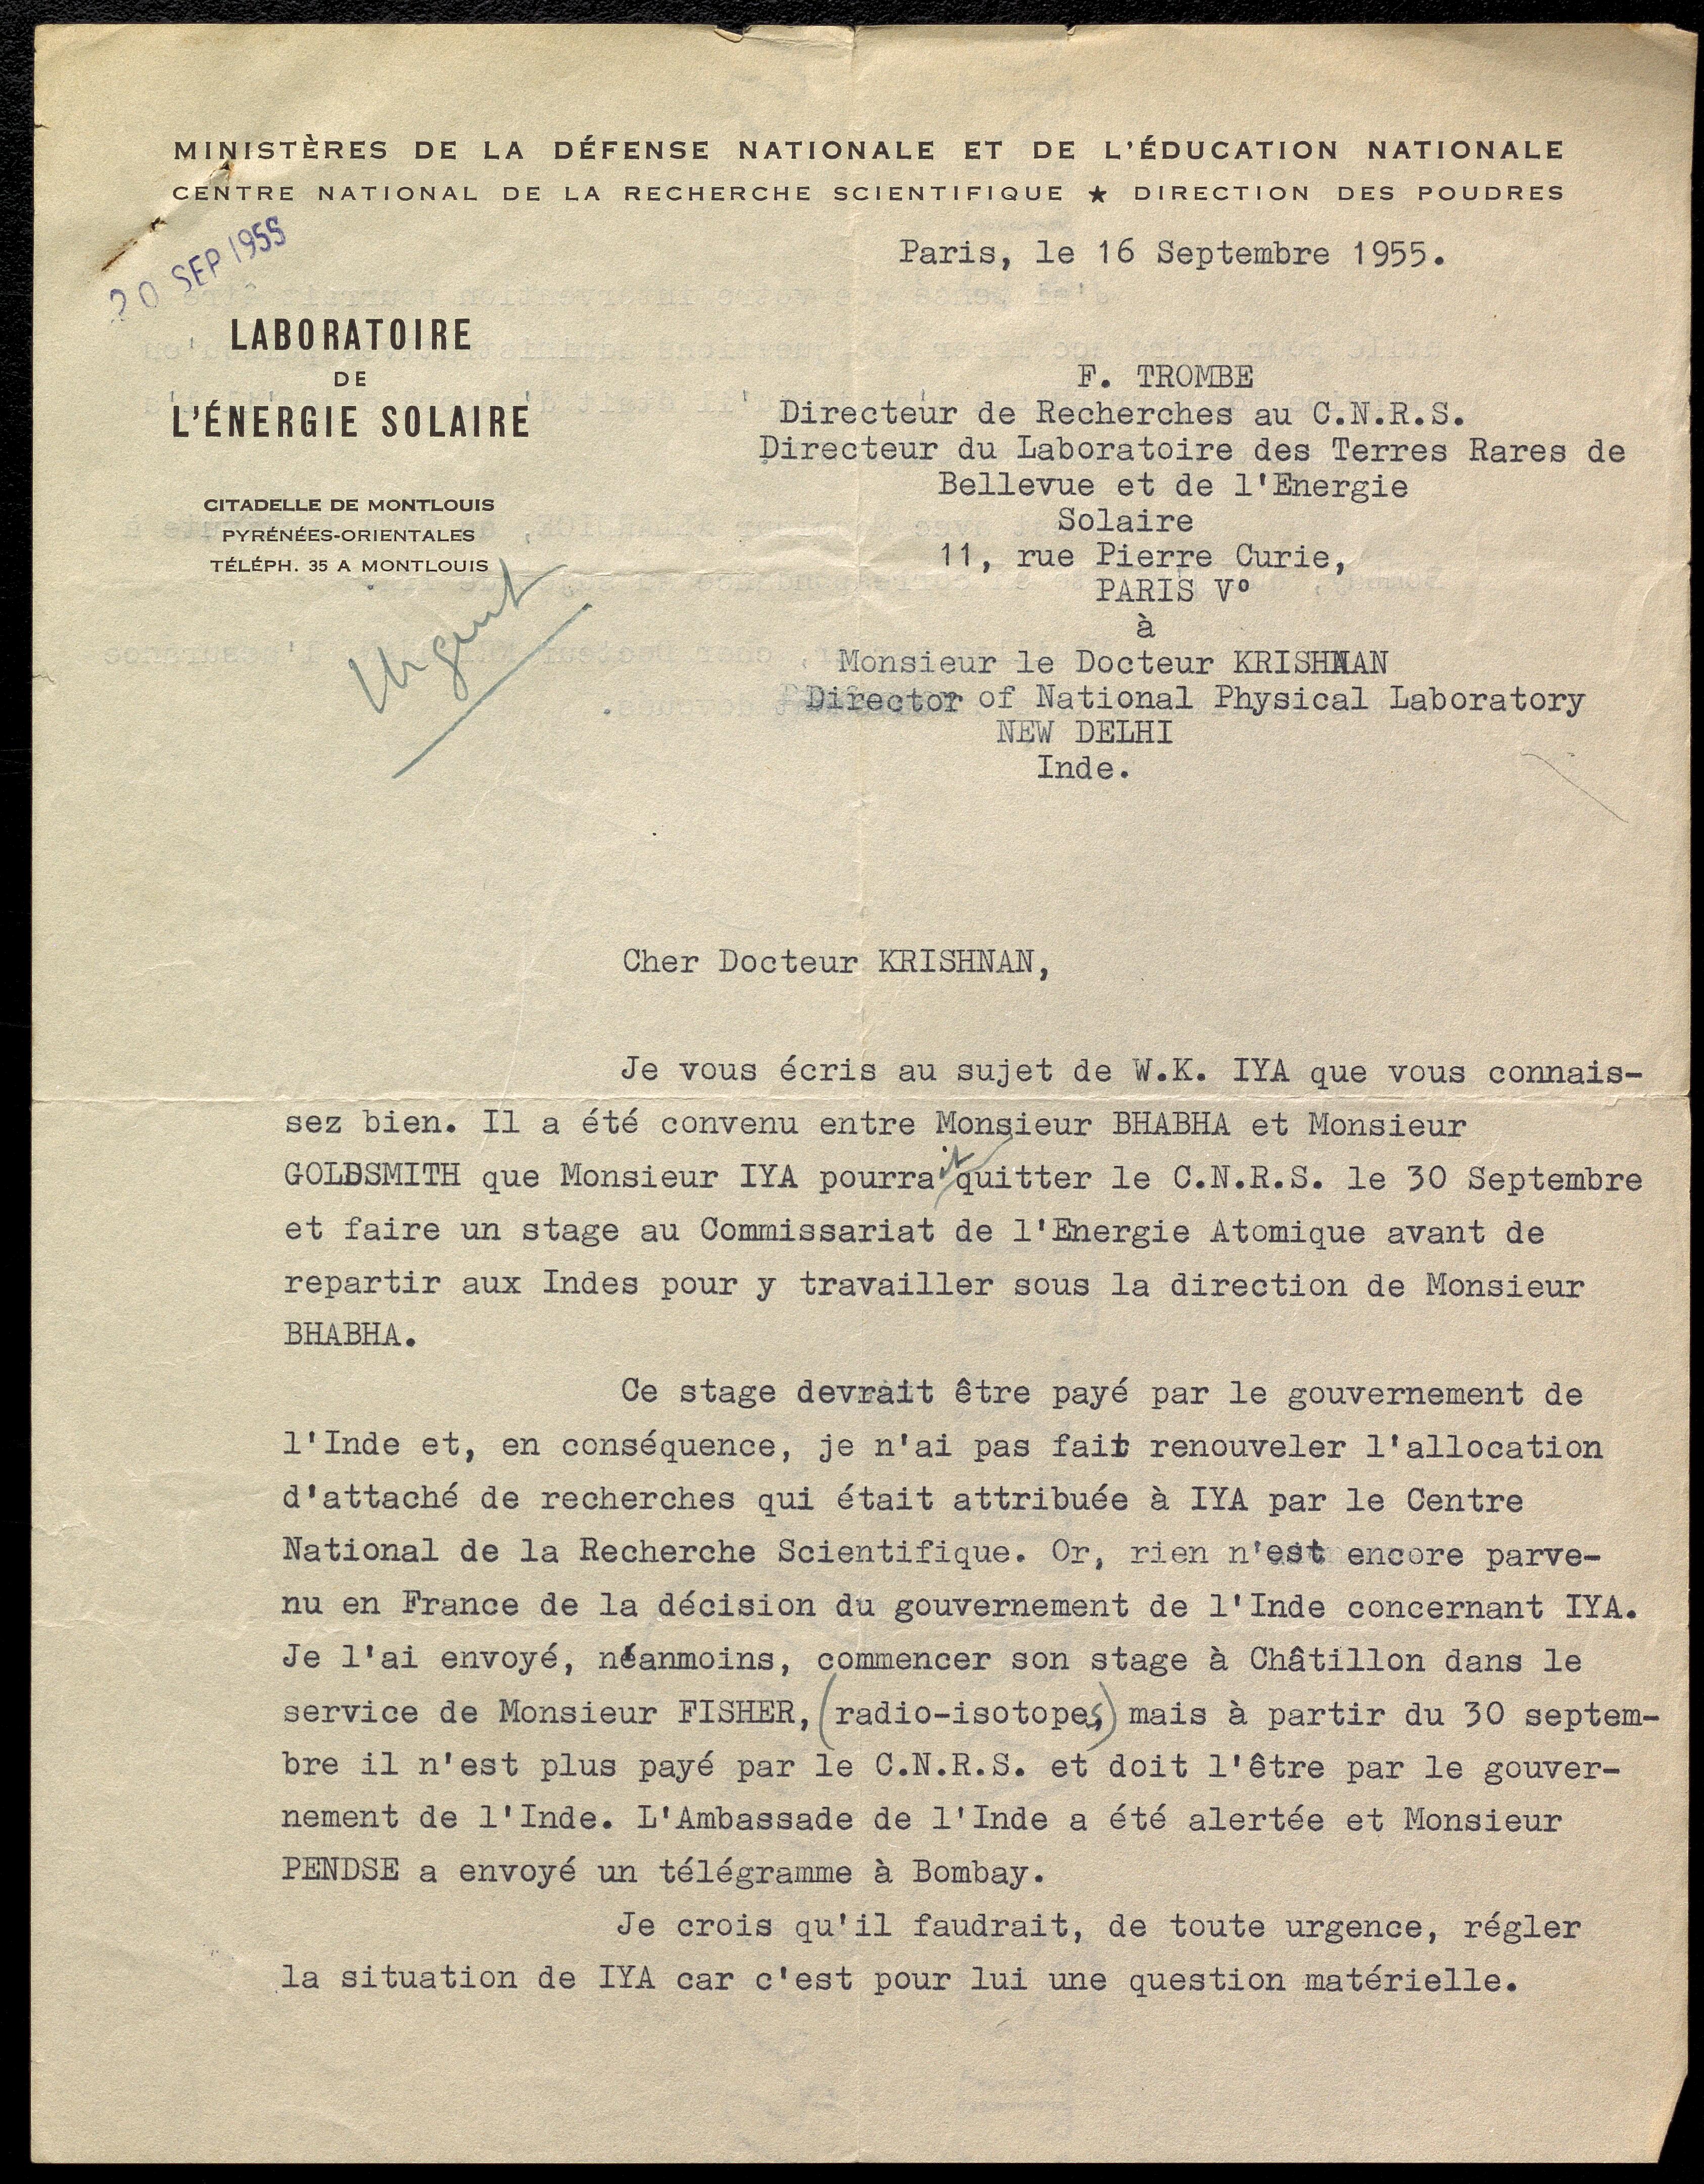 MINISTÈRES DE LA DÉFENSE NATIONALE ET DE L'ÉDUCATION NATIONALE
CENTRE NATIONAL DE LA RECHERCHE SCIENTIFIQUE ★ DIRECTION DES POUDRES
20 SEP 1955
Paris, le 16 Septembre 1955.
LABORATOIRE
DE
L'ÉNERGIE SOLAIRE
CITADELLE DE MONTLOUIS
PYRÉNÉES-ORIENTALES
TÉLÉPH. 35 A MONTLOUIS
Urgent
F. TROMBE
Directeur de Recherches au C.N.R.S.
Directeur du Laboratoire des Terres Rares de
Bellevue et de l'Energie
Solaire
11, rue Pierre Curie,
PARIS V°
à
Monsieur le Docteur KRISHNAN
Director of National Physical Laboratory
NEW DELHI
Inde.
Cher Docteur KRISHNAN,
Je vous écris au sujet de W.K. IYA que vous connais-
sez bien. Il a été convenu entre Monsieur BHABHA et Monsieur
GOLDSMITH que Monsieur IYA pourrait quitter le C.N.R.S. le 30 Septembre
et faire un stage au Commissariat de l'Energie Atomique avant de
repartir aux Indes pour y travailler sous la direction de Monsieur
BHABHA.
Ce stage devrait être payé par le gouvernement de
l'Inde et, en conséquence, je n'ai pas fait renouveler l'allocation
d'attaché de recherches qui était attribuée à IYA par le Centre
National de la Recherche Scientifique. Or, rien n'est encore parve-
nu en France de la décision du gouvernement de l'Inde concernant IYA.
Je l'ai envoyé, néanmoins, commencer son stage à Châtillon dans le
service de Monsieur FISHER, (radio-isotopes) mais à partir du 30 septem-
bre il n'est plus payé par le C.N.R.S. et doit l'être par le gouver-
nement de l'Inde. L'Ambassade de l'Inde a été alertée et Monsieur
PENDSE a envoyé un télégramme à Bombay.
Je crois qu'il faudrait, de toute urgence, régler
la situation de IYA car c'est pour lui une question matérielle.